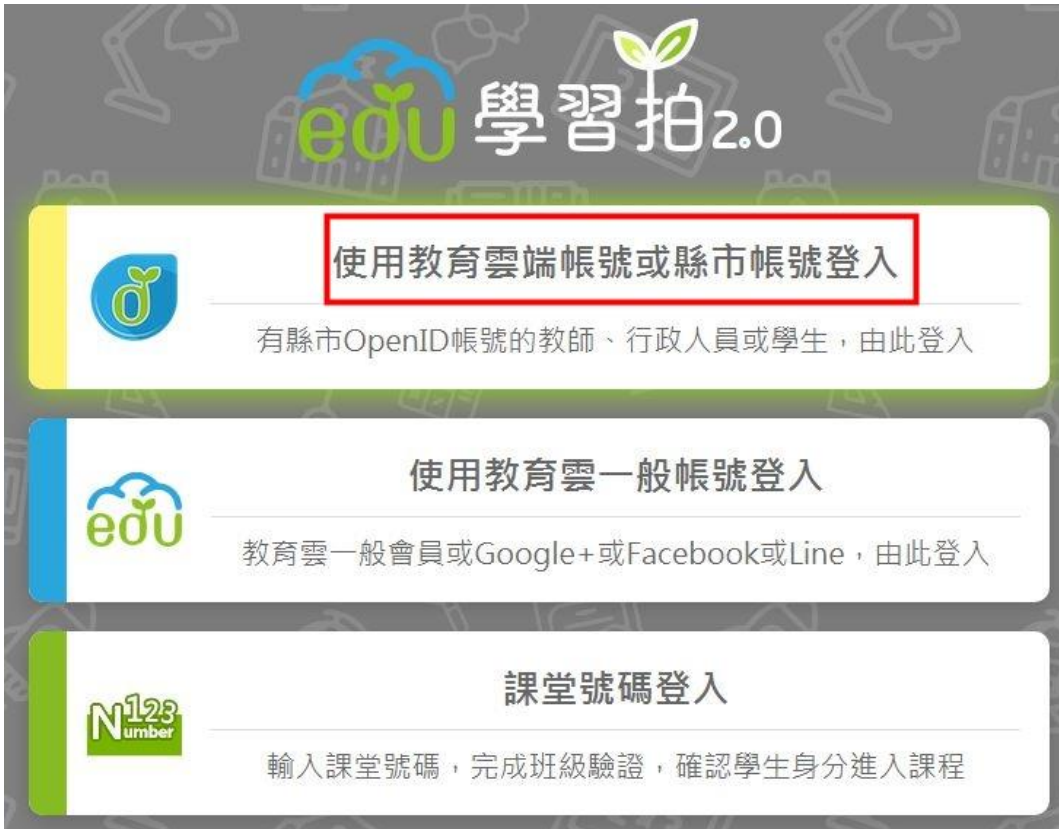 edu 學習拍2.0
使用教育雲端帳號或縣市帳號登入
有縣市OpenID帳號的教師、行政人員或學生，由此登入
使用教育雲一般帳號登入
edu
教育雲一般會員或Google+或Facebook或Line，由此登入
課堂號碼登入
N123
umber
輸入課堂號碼，完成班級驗證，確認學生身分進入課程